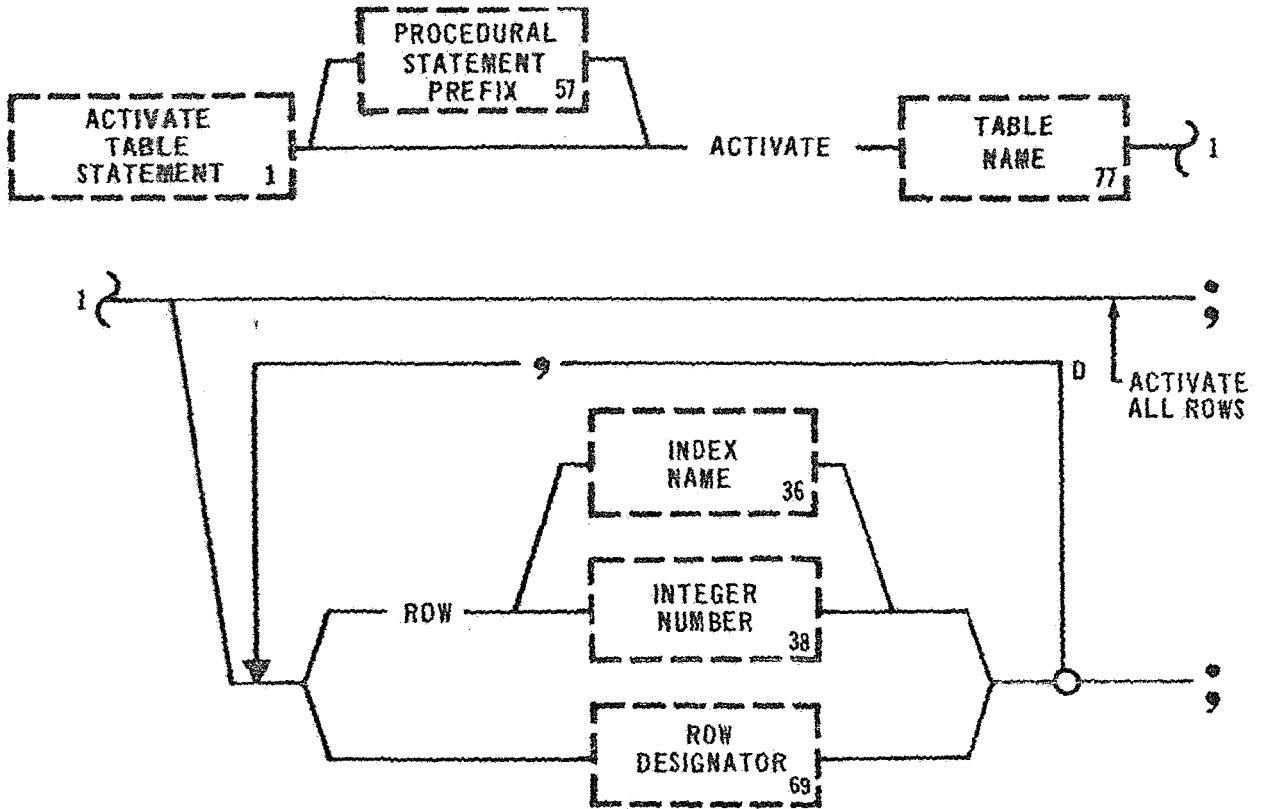 PROCEDURAL
STATEMENT
PREFIX 57
ACTIVATE
TABLE
STATEMENT 1
ACTIVATE
TABLE
NAME
77
1
1
;
,
D
ACTIVATE
ALL ROWS
INDEX
NAME
36
ROW
INTEGER
NUMBER
38
;
ROW
DESIGNATOR
69